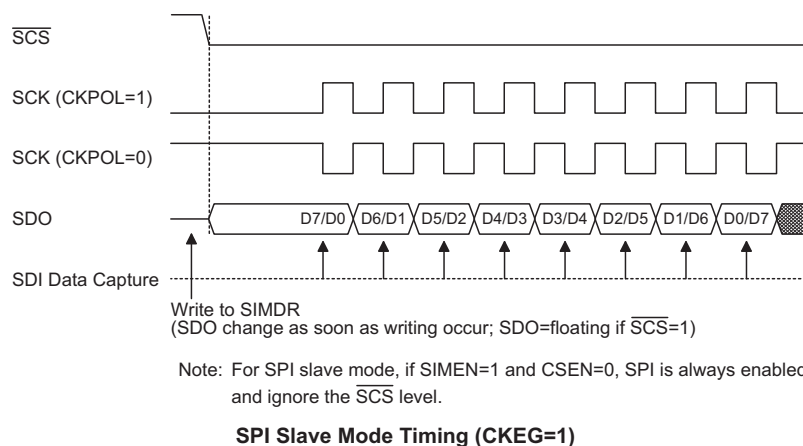 SCS
SCK (CKPOL=1)
SCK (CKPOL=0)
SDO D7/D0 D6/D1 D5/D2 D4/D3 D3/D4 D2/D5 D1/D6 D0/D7
SDI Data Capture
Write to SIMDR
(SDO change as soon as writing occur; SDO=floating if SCS=1)
Note: For SPI slave mode, if SIMEN=1 and CSEN=0, SPI is always enabled
and ignore the SCS level.
SPI Slave Mode Timing (CKEG=1)